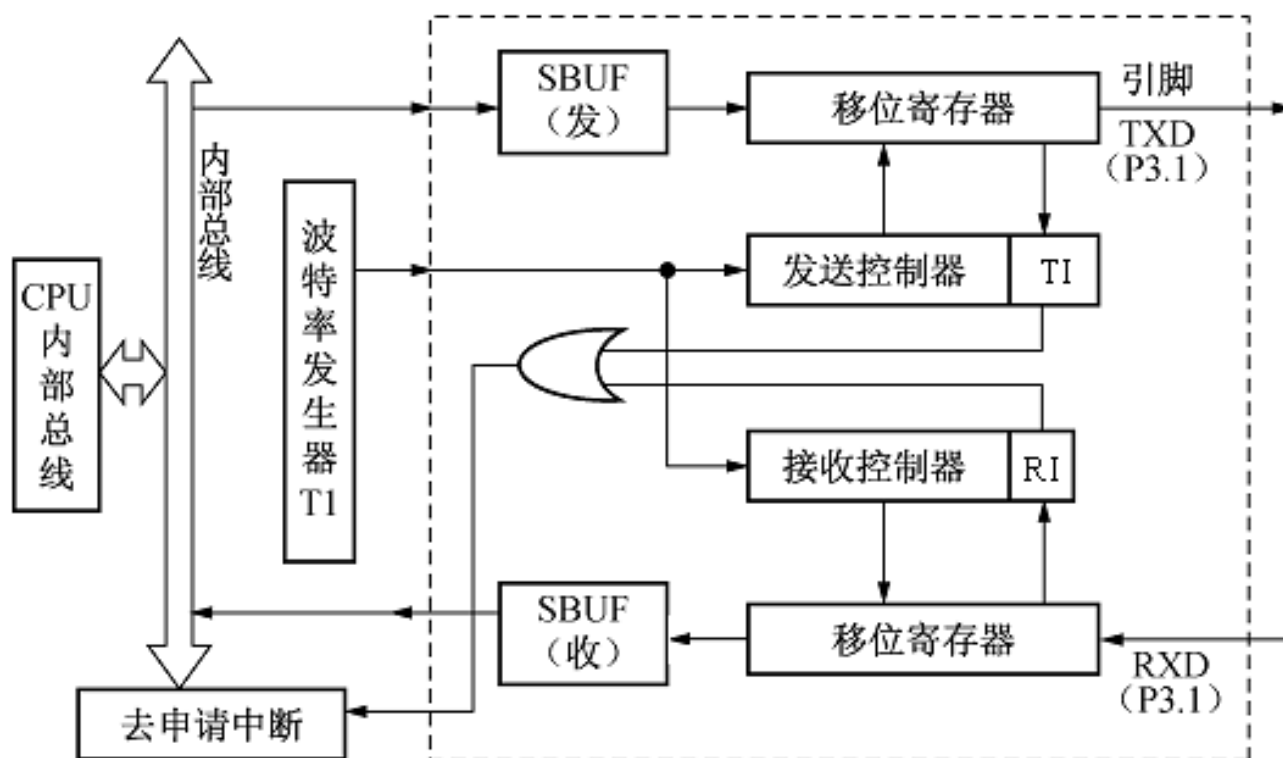 SBUF
（发）
移位寄存器
引脚
TXD
（P3.1）
内部总线
波特率发生器T1
CPU
内部总线
发送控制器
TI
接收控制器
RI
SBUF
（收）
移位寄存器
RXD
（P3.1）
去申请中断